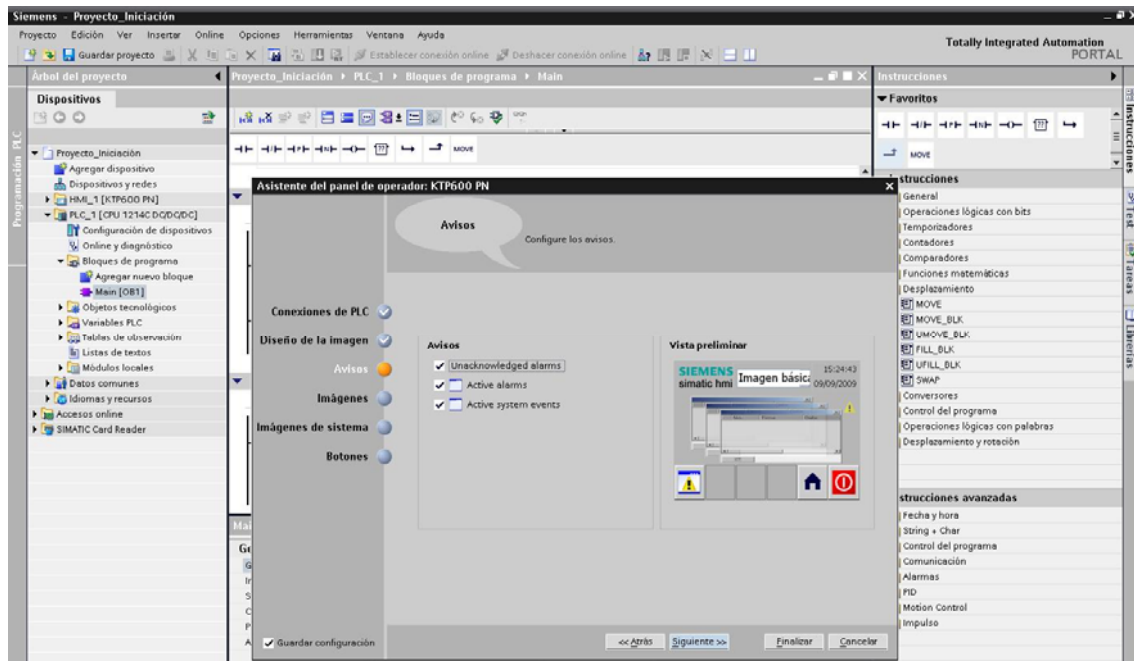 Siemens - Proyecto_Iniciación
Proyecto Edición Ver Insertar Online Opciones Herramientas Ventana Ayuda
Guardar proyecto
Establecer conexión online
Deshacer conexión online
Totally Integrated Automation
PORTAL
Árbol del proyecto
Dispositivos
Programación PLC
Proyecto_Iniciación
Agregar dispositivo
Dispositivos y redes
HMI_1 [KTP600 PN]
PLC_1 [CPU 1214C DC/DC/DC]
Configuración de dispositivos
Online y diagnóstico
Bloques de programa
Agregar nuevo bloque
Main [OB1]
Objetos tecnológicos
Variables PLC
Tablas de observación
Listas de textos
Módulos locales
Datos comunes
Idiomas y recursos
Accesos online
SIMATIC Card Reader
Proyecto_Iniciación PLC_1 Bloques de programa Main
MOVE
Asistente del panel de operador: KTP600 PN
Avisos
Configure los avisos.
Conexiones de PLC
Diseño de la imagen
Avisos
Imágenes
Imágenes de sistema
Botones
Avisos
Unacknowledged alarms
Active alarms
Active system events
Vista preliminar
SIEMENS
simatic hmi
Imagen básica
15:24:43
09/09/2009
Guardar configuración
<< Atrás
Siguiente >>
Finalizar
Cancelar
Instrucciones
Favoritos
MOVE
strucciones
General
Operaciones lógicas con bits
Temporizadores
Contadores
Comparadores
Funciones matemáticas
Desplazamiento
MOVE
MOVE_BLK
UMOVE_BLK
FILL_BLK
UFILL_BLK
SWAP
Conversores
Control del programa
Operaciones lógicas con palabras
Desplazamiento y rotación
strucciones avanzadas
Fecha y hora
String + Char
Control del programa
Comunicación
Alarmas
PID
Motion Control
Impulso
Instrucciones
Test
Tareas
Librerías